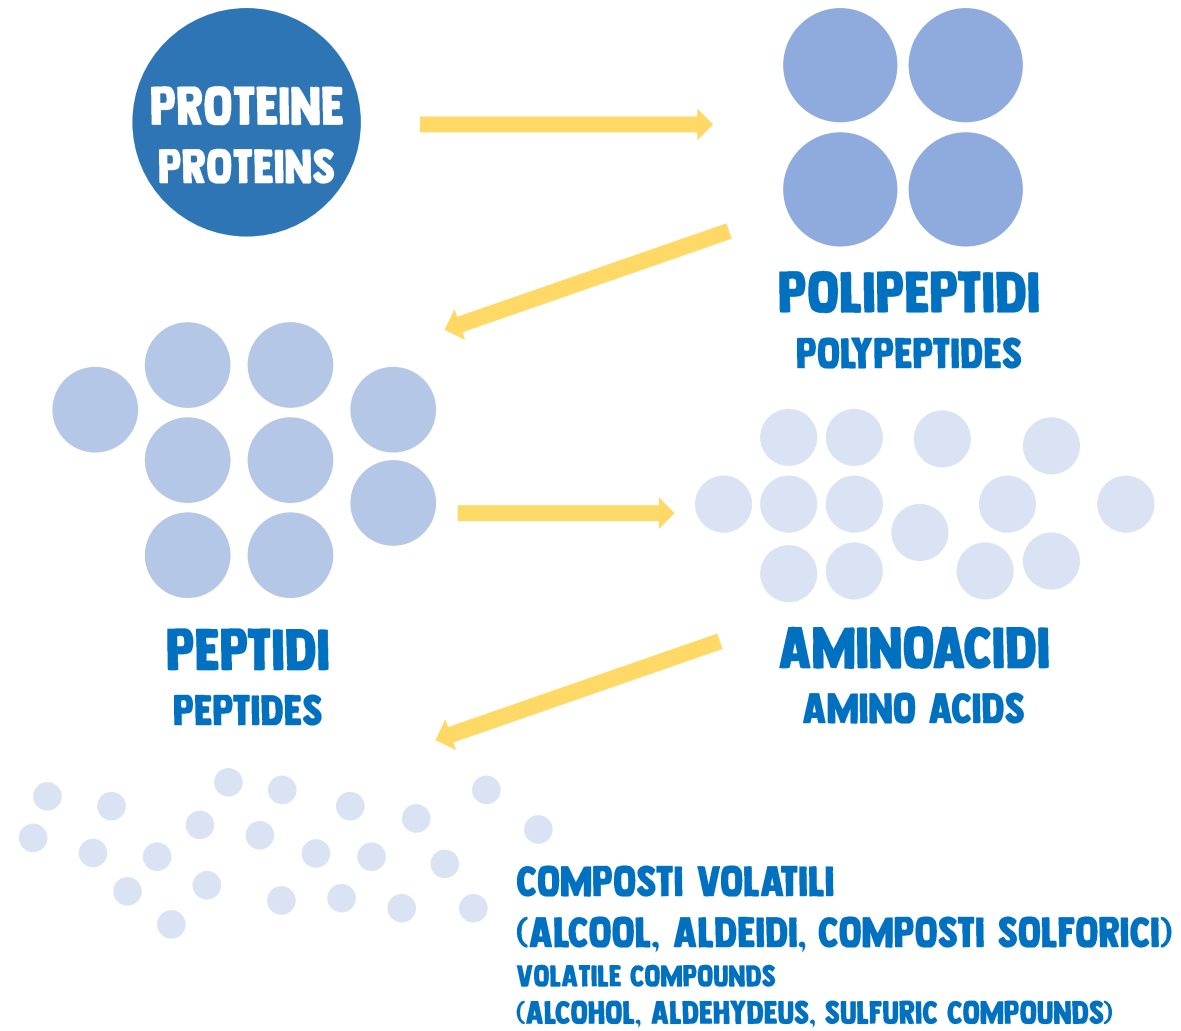 PROTEINE
PROTEINS
POLIPEPTIDI
POLYPEPTIDES
PEPTIDI
PEPTIDES
AMINOACIDI
AMINO ACIDS
COMPOSTI VOLATILI
(ALCOOL, ALDEIDI, COMPOSTI SOLFORICI)
VOLATILE COMPOUNDS
(ALCOHOL, ALDEHYDEUS, SULFURIC COMPOUNDS)